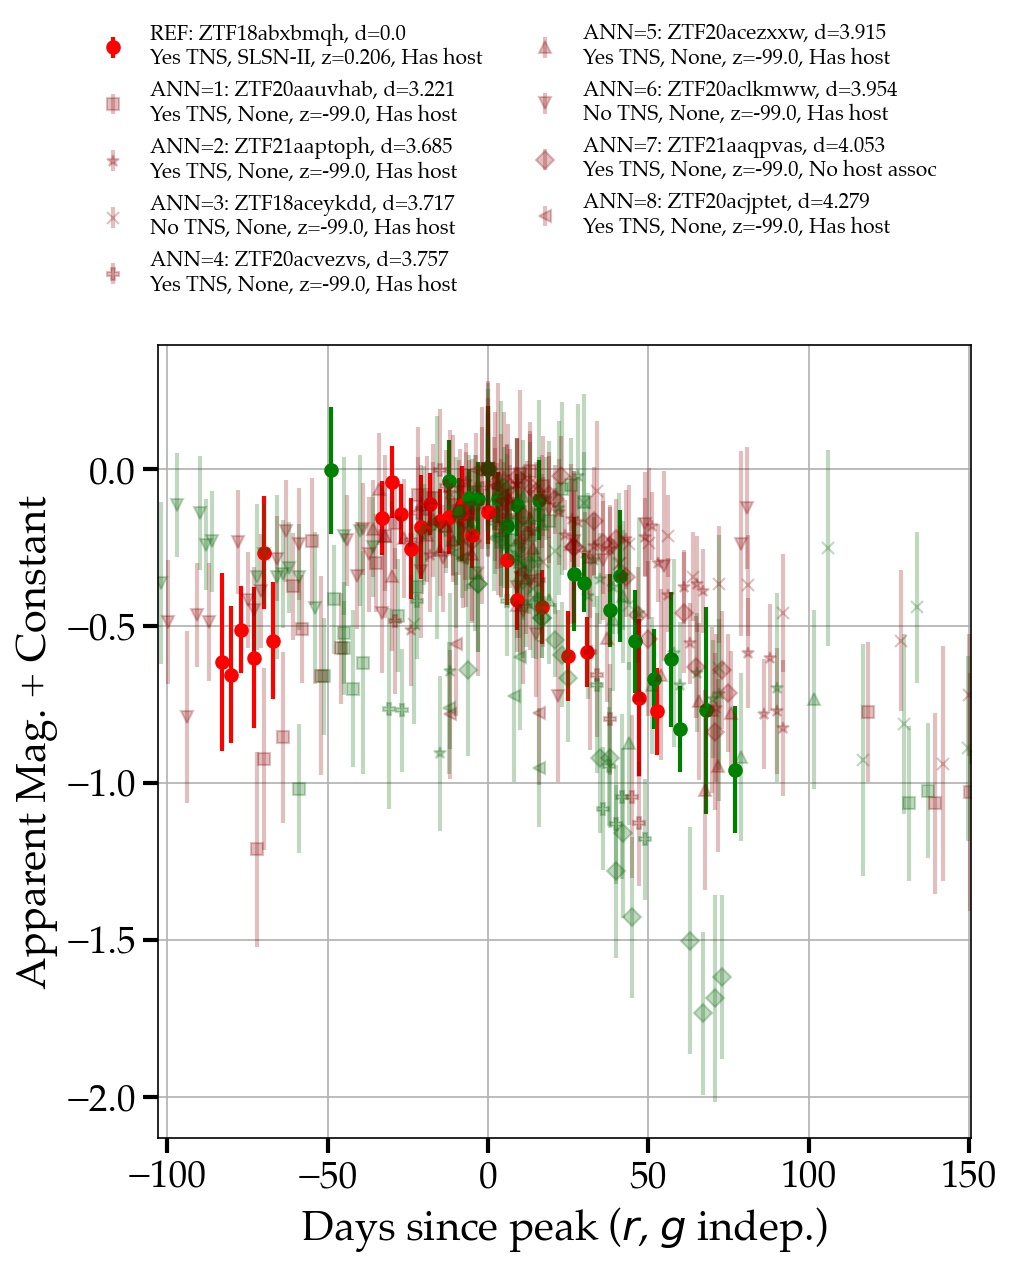 REF: ZTF18abxbmqh, d=0.0
Yes TNS, SLSN-II, z=0.206, Has host
ANN=1: ZTF20aauvhab, d=3.221
Yes TNS, None, z=-99.0, Has host
ANN=2: ZTF21aaptoph, d=3.685
Yes TNS, None, z=-99.0, Has host
ANN=3: ZTF18aceykdd, d=3.717
No TNS, None, z=-99.0, Has host
ANN=4: ZTF20acvezvs, d=3.757
Yes TNS, None, z=-99.0, Has host
ANN=5: ZTF20acezxxw, d=3.915
Yes TNS, None, z=-99.0, Has host
ANN=6: ZTF20aclkmww, d=3.954
No TNS, None, z=-99.0, Has host
ANN=7: ZTF21aaqpvas, d=4.053
Yes TNS, None, z=-99.0, No host assoc
ANN=8: ZTF20acjptet, d=4.279
Yes TNS, None, z=-99.0, Has host
Apparent Mag. + Constant
0.0
−0.5
−1.0
−1.5
−2.0
−100 −50 0 50 100 150
Days since peak (r, g indep.)